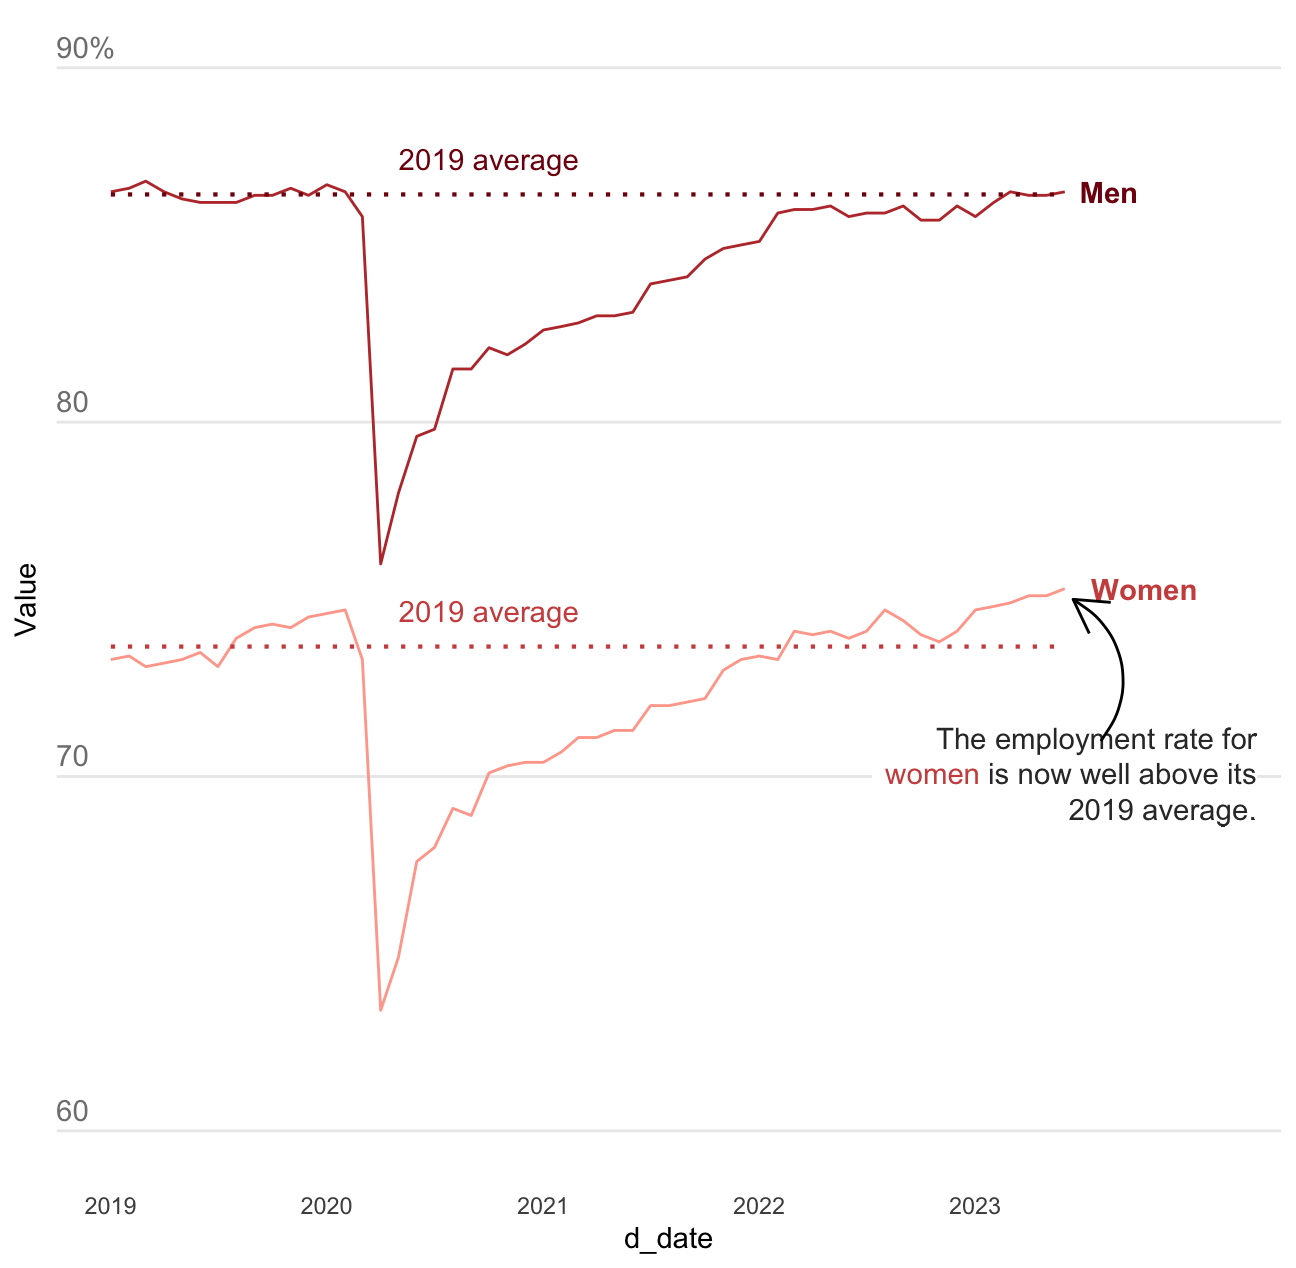 90%
2019 average
Men
80
Value
2019 average
Women
The employment rate for
70
women is now well above its
2019 average.
60
2019
2020
2021
2022
2023
d_date